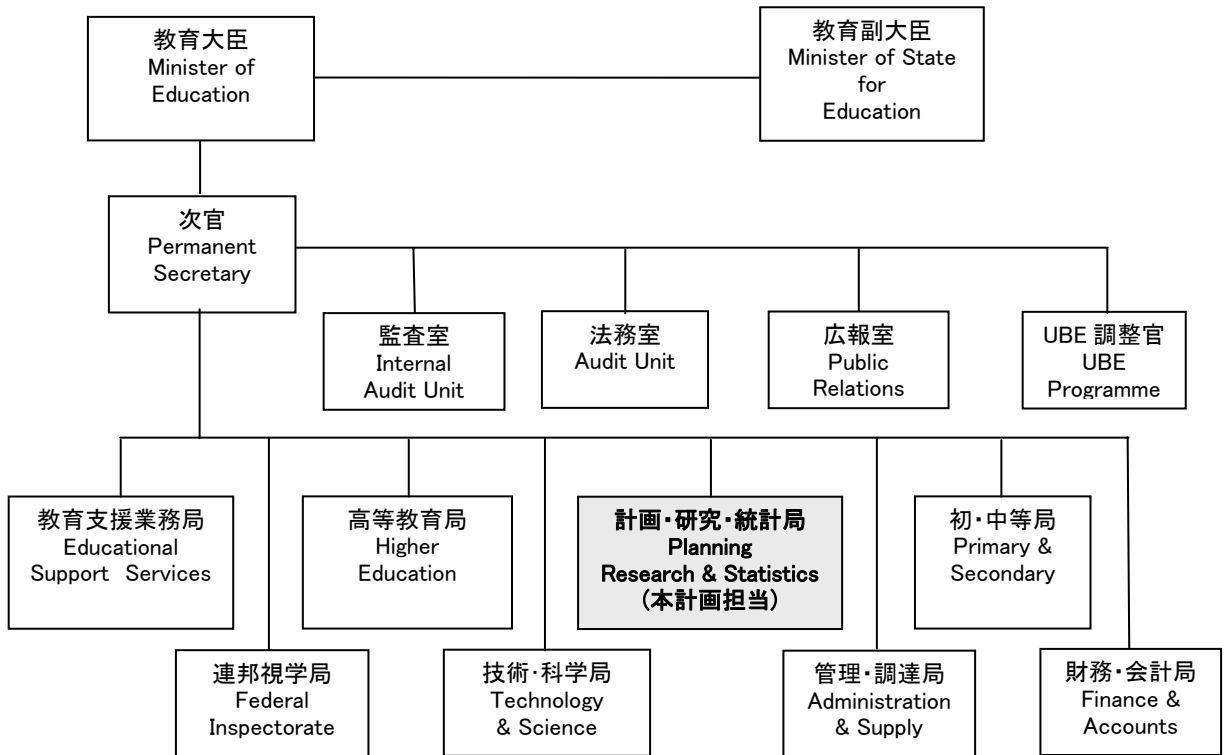 教育大臣
Minister of
Education
教育副大臣
Minister of State
for
Education
次官
Permanent
Secretary
監査室
Internal
Audit Unit
法務室
Audit Unit
広報室
Public
Relations
UBE 調整官
UBE
Programme
教育支援業務局
Educational
Support Services
高等教育局
Higher
Education
計画・研究・統計局
Planning
Research & Statistics
(本計画担当)
初・中等局
Primary &
Secondary
連邦視学局
Federal
Inspectorate
技術・科学局
Technology
& Science
管理・調達局
Administration
& Supply
財務・会計局
Finance &
Accounts